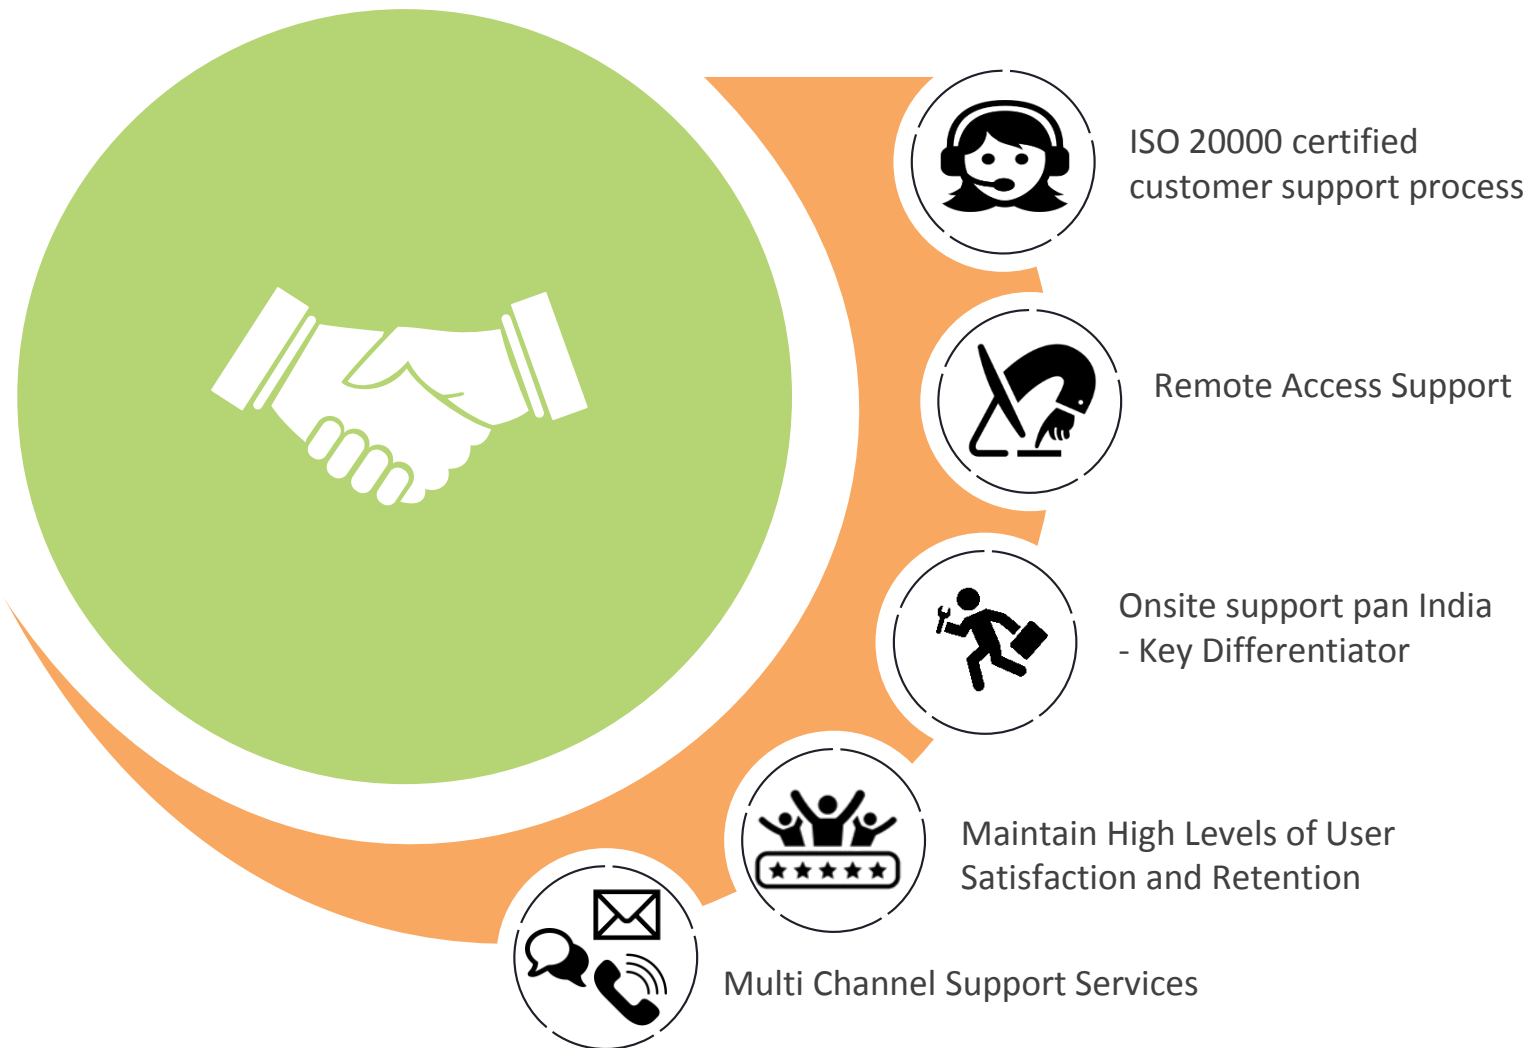 ISO 20000 certified
customer support process
Remote Access Support
Onsite support pan India
- Key Differentiator
Maintain High Levels of User
Satisfaction and Retention
Multi Channel Support Services